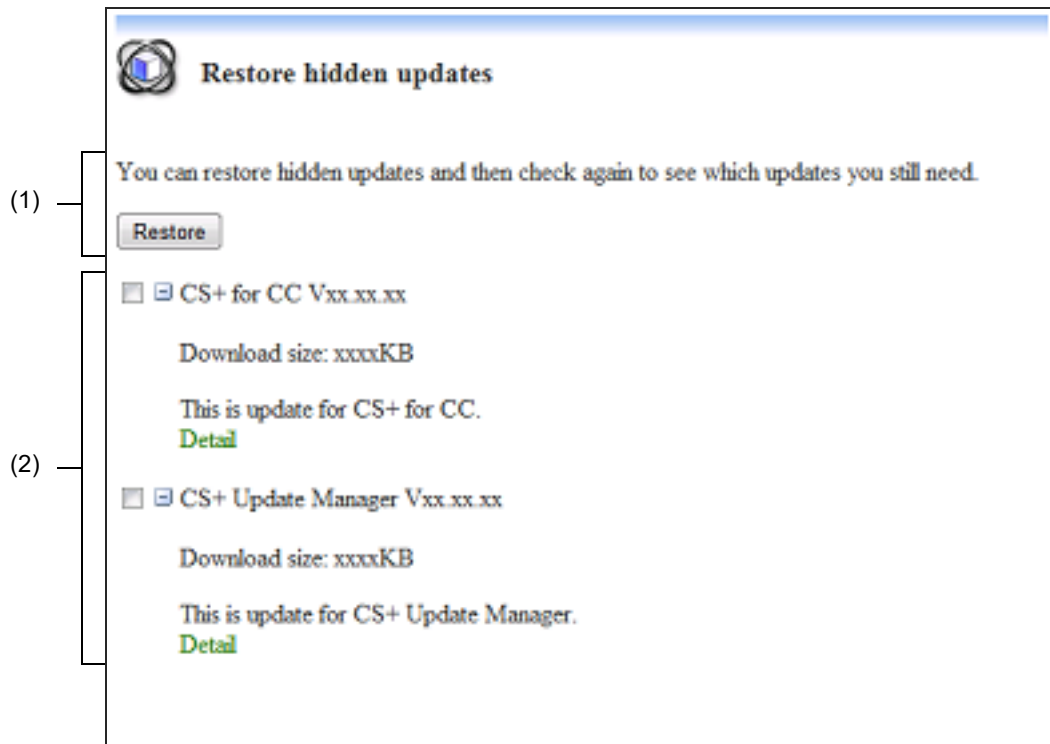 Restore hidden updates
(1)
You can restore hidden updates and then check again to see which updates you still need.
Restore
(2)
CS+ for CC Vxx.xx.xx
Download size: xxxxKB
This is update for CS+ for CC.
Detail
CS+ Update Manager Vxx.xx.xx
Download size: xxxxKB
This is update for CS+ Update Manager.
Detail